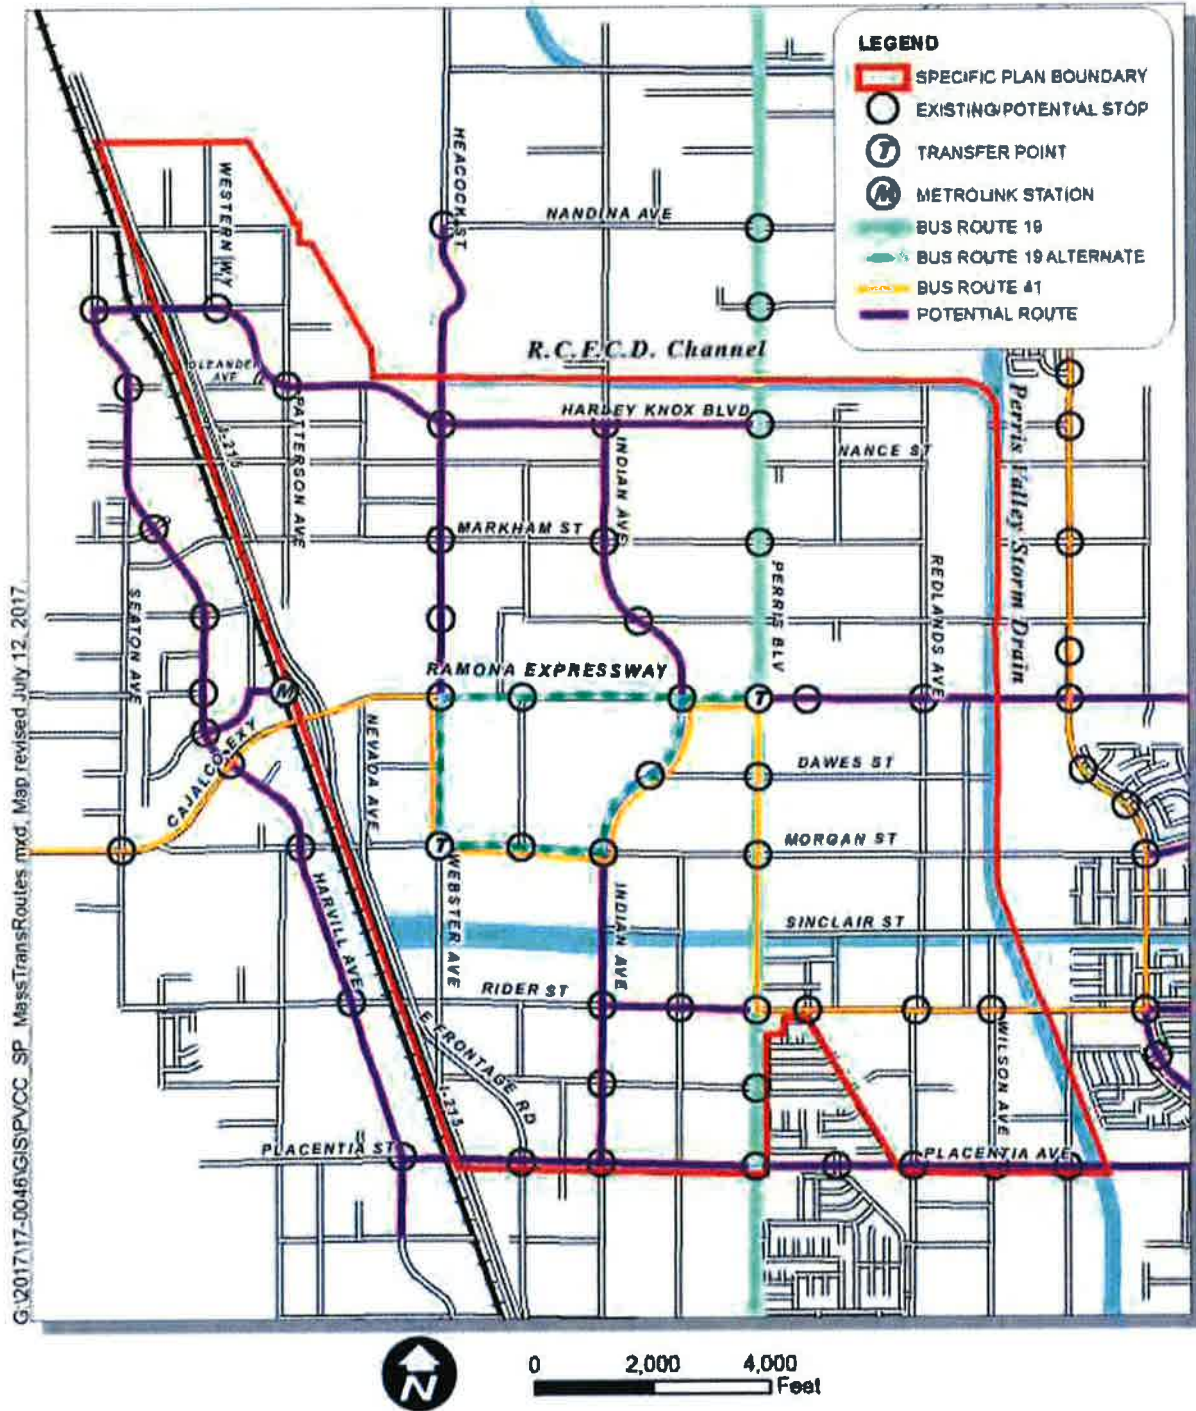 LEGEND
SPECIFIC PLAN BOUNDARY
EXISTING/POTENTIAL STOP
T TRANSFER POINT
M METROLINK STATION
BUS ROUTE 19
BUS ROUTE 19 ALTERNATE
BUS ROUTE 41
POTENTIAL ROUTE
HEACOCK ST
WESTERN WY
NANDINA AVE
R.C.F.C.D. Channel
OLEANDER
AVE
HARLEY KNOX BLVD
Perris Valley Storm Drain
I-215
PATTERSON AVE
INDIAN AVE
NANCE ST
MARKHAM ST
SEATON AVE
PERRIS BLV
REDLANDS AVE
RAMONA EXPRESSWAY
M
T
CAJALCO EXY
NEVADA AVE
DAWES ST
T
MORGAN ST
HARVILL AVE
WEBSTER AVE
INDIAN AVE
SINCLAIR ST
RIDER ST
E FRONTAGE RD
WILSON AVE
I-215
PLACENTIA ST
PLACENTIA AVE
G:\2017\17-0046\GIS\PVCC_SP_MassTransRoutes.mxd; Map revised July 12, 2017.
N
0 2,000 4,000
Feet